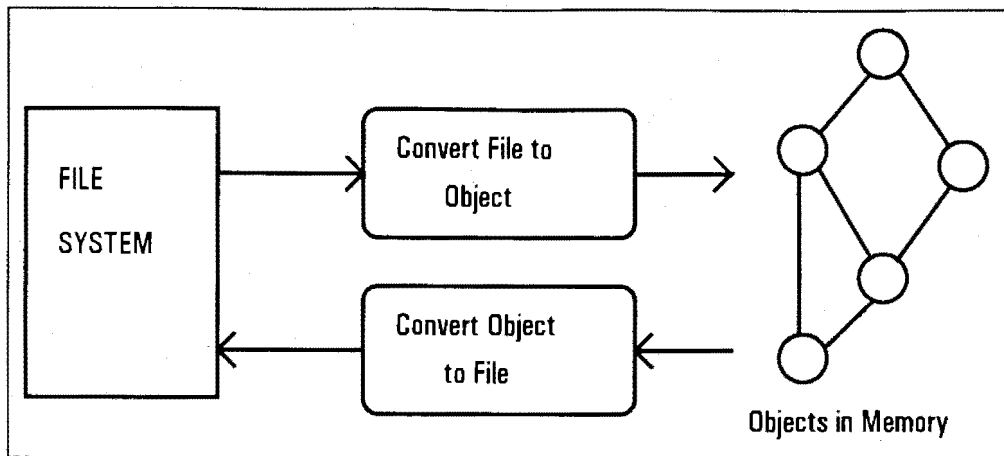 FILE
SYSTEM
Convert File to
Object
Convert Object
to File
Objects in Memory